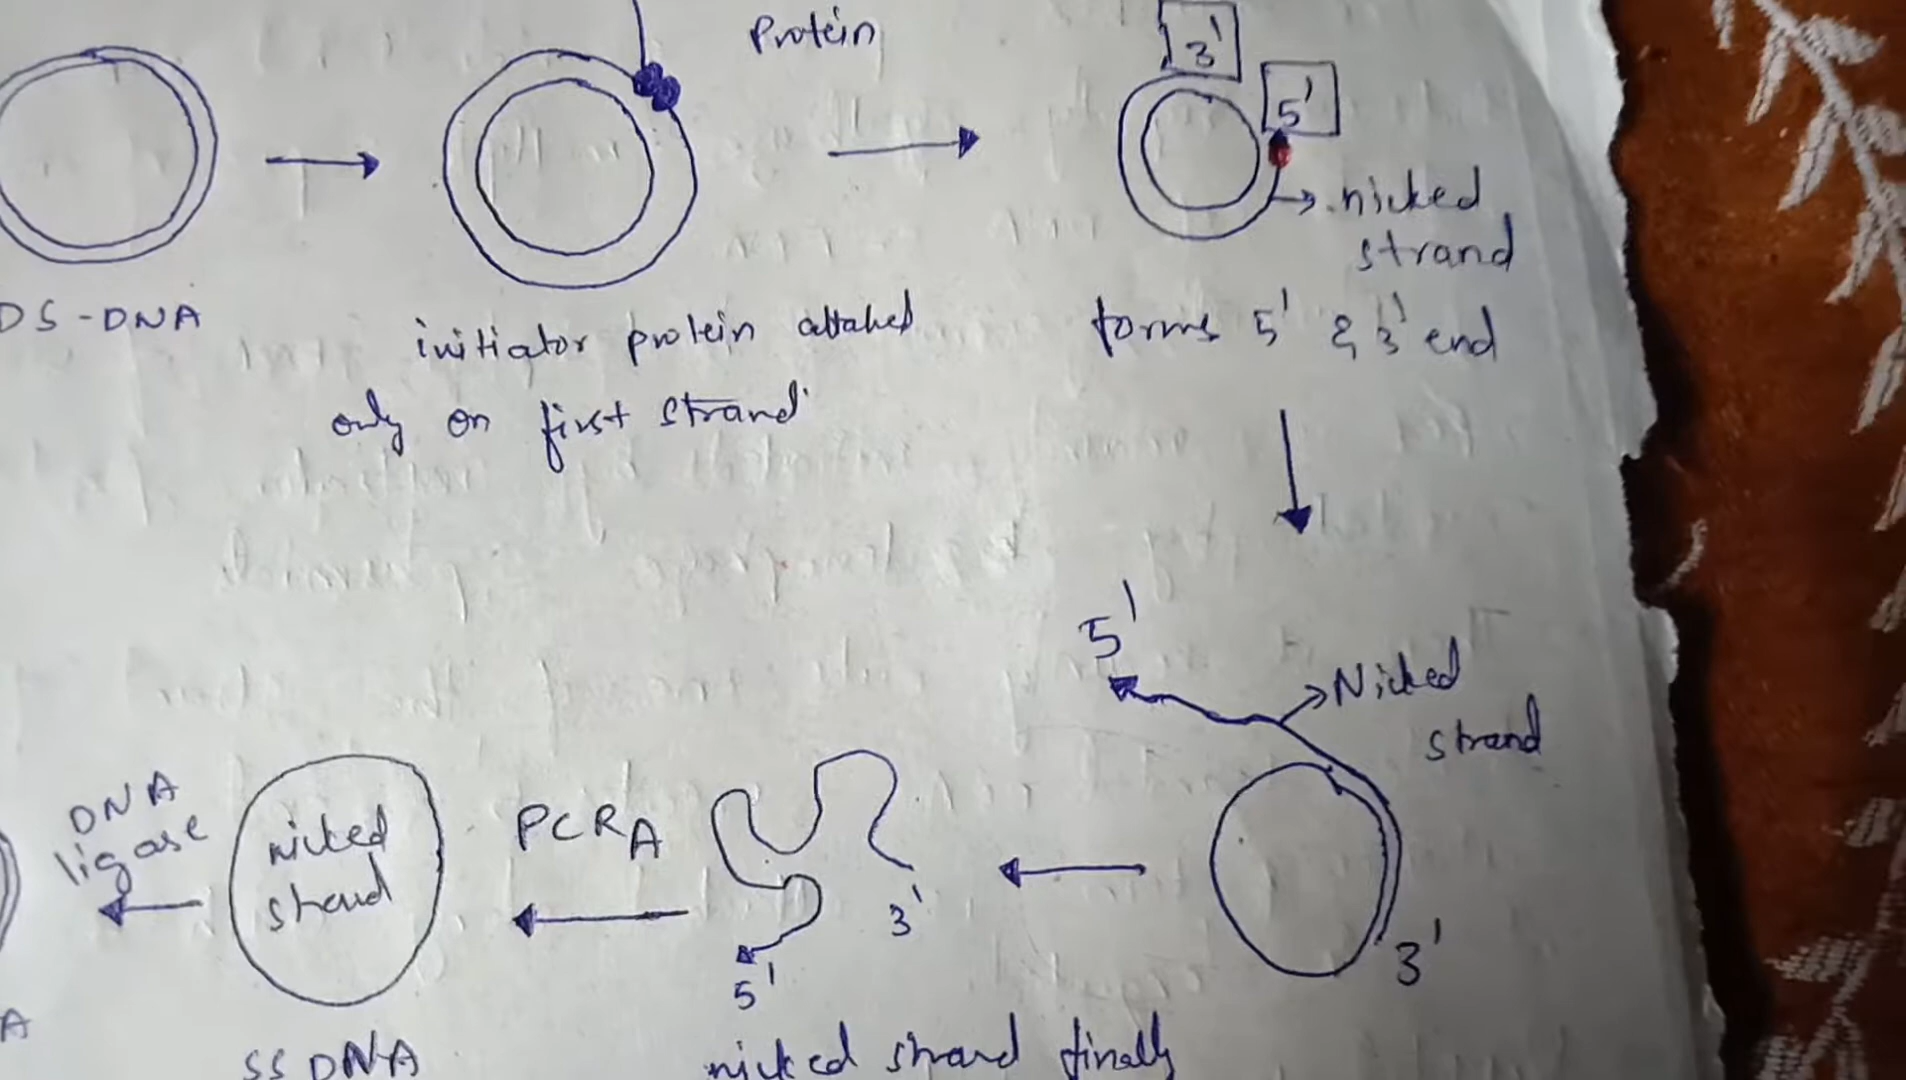 Protein
3'
5'
nicked
strand
DS-DNA
initiator protein attahed
only on first strand
forms 5' & 3' end
5'
Nicked
strand
3'
3'
5'
PCRA
nicked
strand
DNA
ligase
A
SS DNA
nicked strand finally